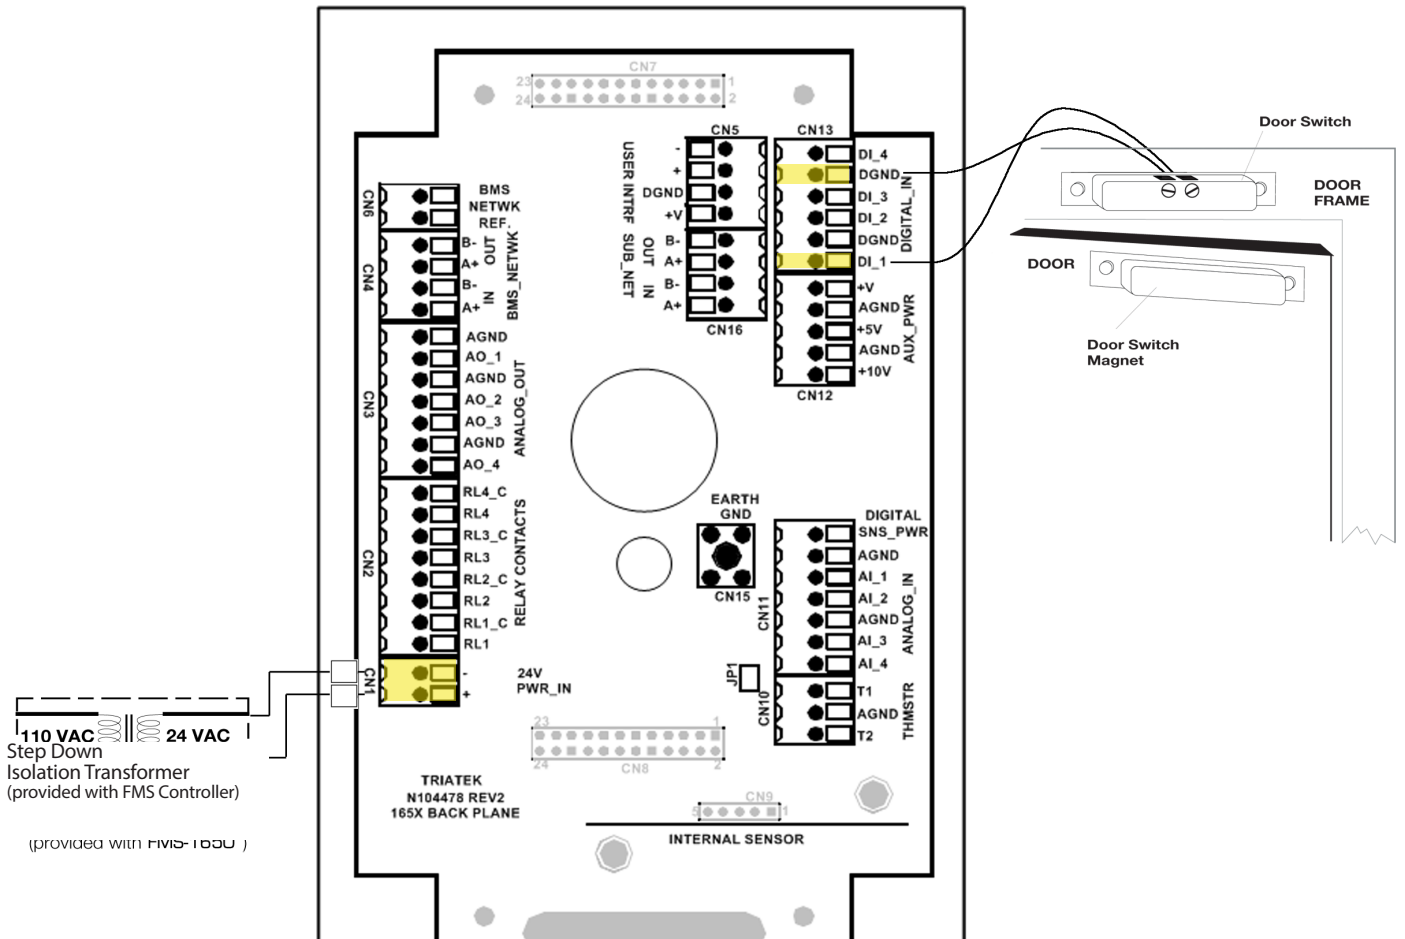 CN7
23
1
24
2
CN5
CN13
-
+
DGND
+V
USER INTRF
B-
A+
B-
A+
OUT
IN
SUB_NET
CN16
DI_4
DGND
DI_3
DI_2
DGND
DI_1
DIGITAL_IN
+V
AGND
+5V
AGND
+10V
AUX_PWR
CN12
Door Switch
DOOR
FRAME
DOOR
Door Switch
Magnet
CN6
BMS
NETWK
REF.
CN4
B-
A+
B-
A+
OUT
IN
BMS_NETWK
CN3
AGND
AO_1
AGND
AO_2
AO_3
AGND
AO_4
ANALOG_OUT
CN2
RL4_C
RL4
RL3_C
RL3
RL2_C
RL2
RL1_C
RL1
RELAY CONTACTS
CN1
-
+
24V
PWR_IN
EARTH
GND
CN15
DIGITAL
SNS_PWR
AGND
AI_1
AI_2
AGND
AI_3
AI_4
CN11
ANALOG_IN
JP1
CN10
T1
AGND
T2
THMSTR
23
1
24
2
CN8
110 VAC
24 VAC
Step Down
Isolation Transformer
(provided with FMS Controller)
(provided with FMS-1650 )
TRIATEK
N104478 REV2
165X BACK PLANE
CN9
5
1
INTERNAL SENSOR